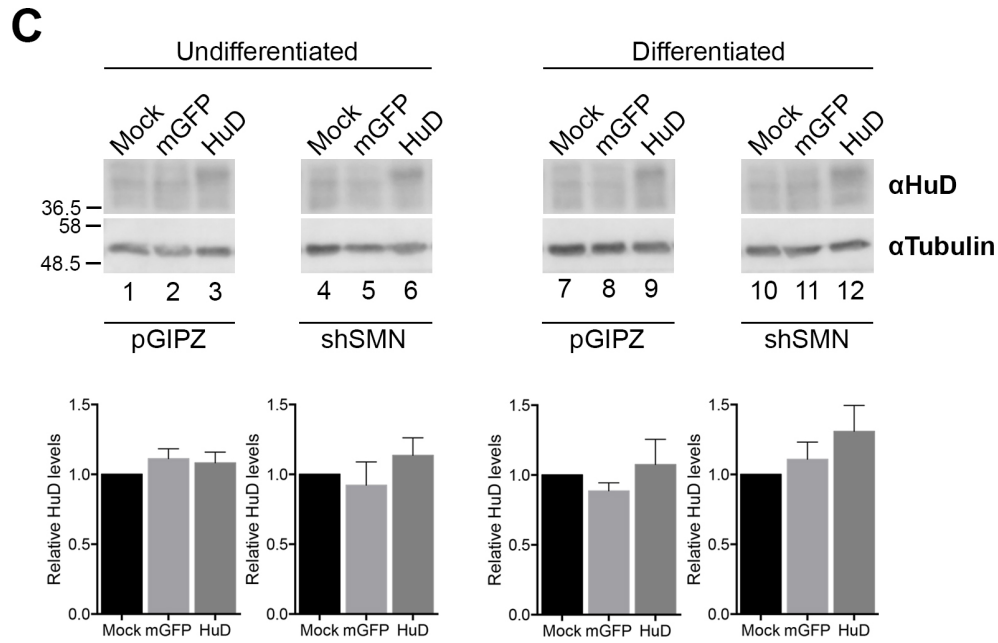 C
Undifferentiated
Differentiated
Mock mGFP HuD Mock mGFP HuD Mock mGFP HuD Mock mGFP HuD
αHuD
36.5
58
αTubulin
48.5
1 2 3 4 5 6 7 8 9 10 11 12
pGIPZ shSMN pGIPZ shSMN
Relative HuD levels
1.5
1.0
0.5
0.0
Mock mGFP HuD
Relative HuD levels
1.5
1.0
0.5
0.0
Mock mGFP HuD
Relative HuD levels
1.5
1.0
0.5
0.0
Mock mGFP HuD
Relative HuD levels
1.5
1.0
0.5
0.0
Mock mGFP HuD